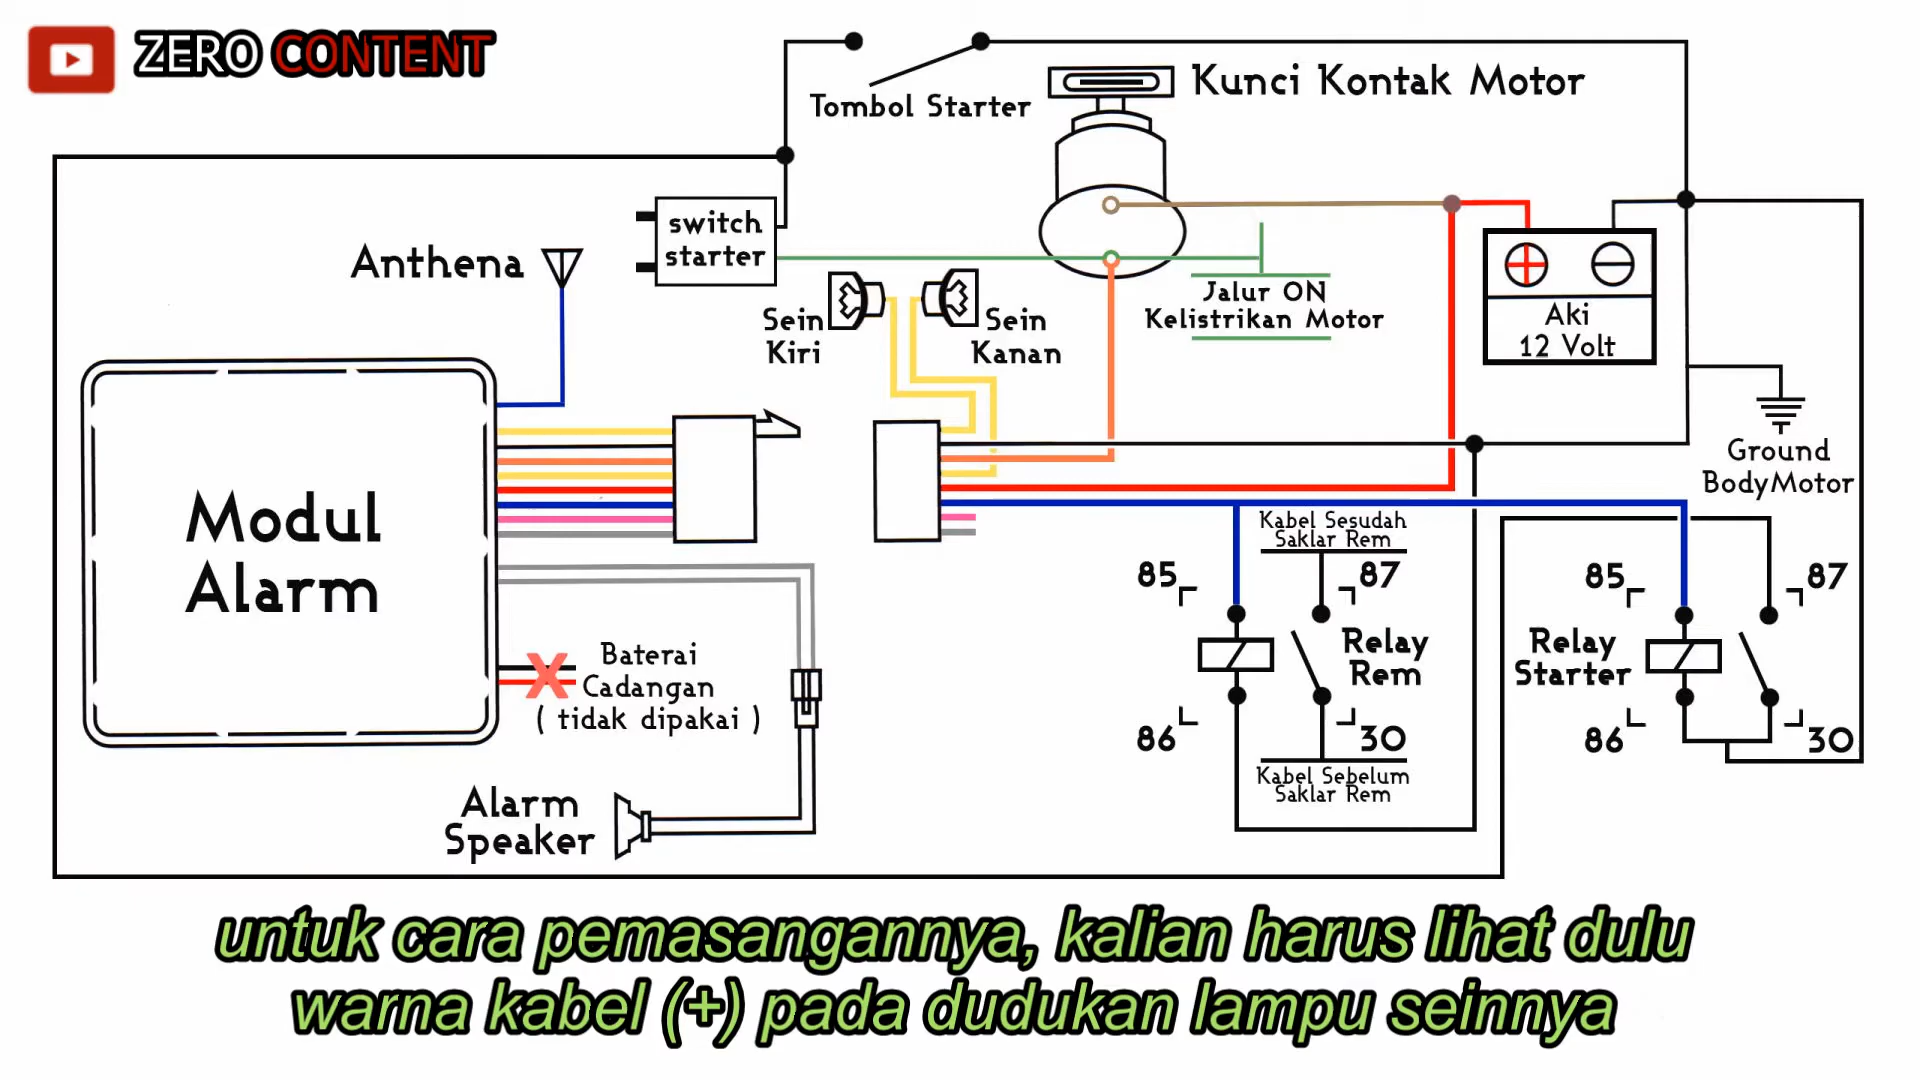 ZERO CONTENT
Tombol Starter
Kunci Kontak Motor
switch
starter
Anthena
Sein
Kiri
Sein
Kanan
Jalur ON
Kelistrikan Motor
Aki
12 Volt
Ground
BodyMotor
Modul
Alarm
Kabel Sesudah
Saklar Rem
85
87
Relay
Rem
86
30
Kabel Sebelum
Saklar Rem
85
87
Relay
Starter
86
30
Baterai
Cadangan
( tidak dipakai )
Alarm
Speaker
untuk cara pemasangannya, kalian harus lihat dulu
warna kabel (+) pada dudukan lampu seinnya